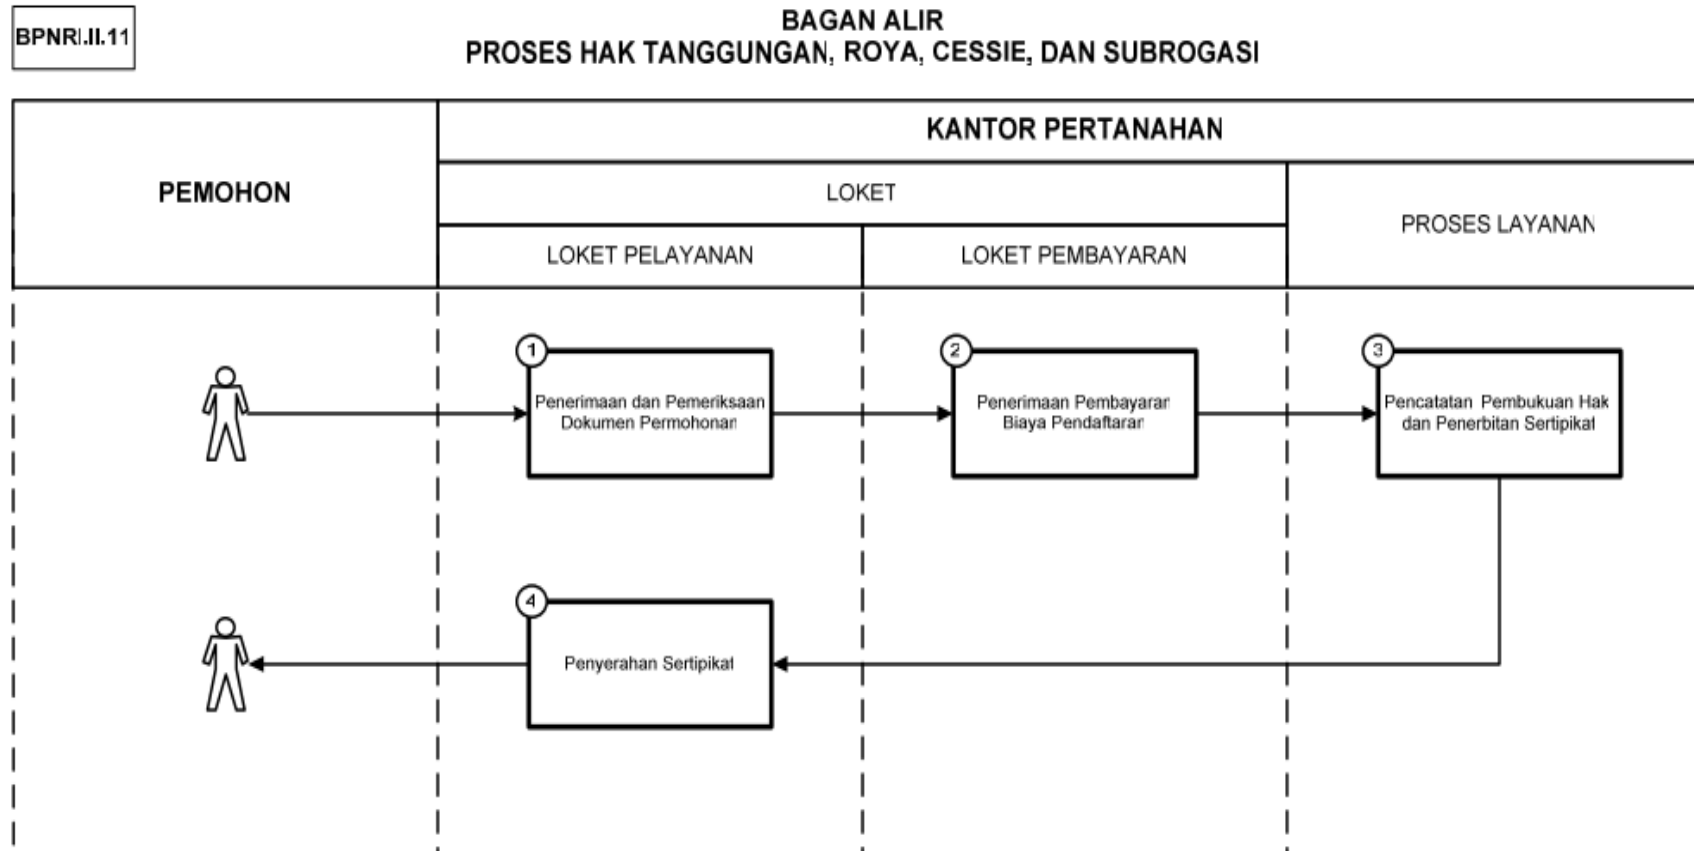 BPNRI.II.11
BAGAN ALIR
PROSES HAK TANGGUNGAN, ROYA, CESSIE, DAN SUBROGASI
PEMOHON
KANTOR PERTANAHAN
LOKET
PROSES LAYANAN
LOKET PELAYANAN
LOKET PEMBAYARAN
1
Penerimaan dan Pemeriksaan
Dokumen Permohonan
2
Penerimaan Pembayaran
Biaya Pendaftaran
3
Pencatatan Pembukuan Hak
dan Penerbitan Sertipikat
4
Penyerahan Sertipikat